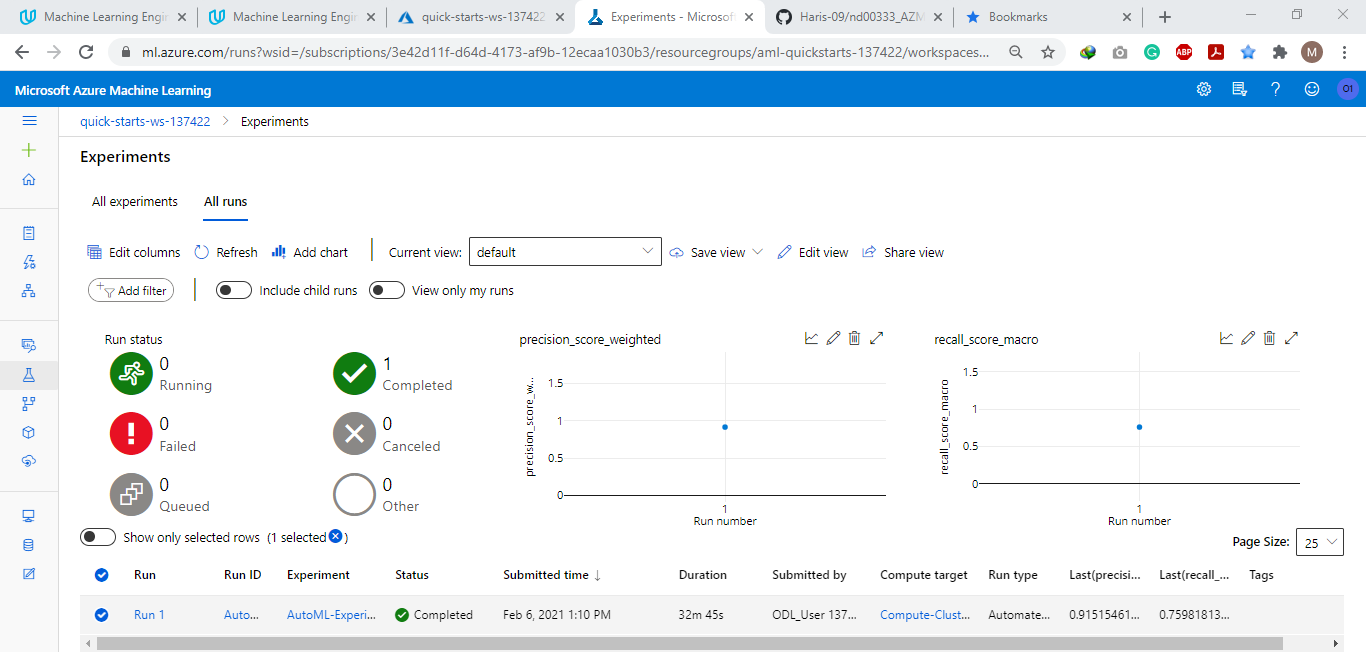 Machine Learning Engin
Machine Learning Engin
quick-starts-ws-137422
Experiments - Microsoft
Haris-09/nd00333_AZM
Bookmarks
ml.azure.com/runs?wsid=/subscriptions/3e42d11f-d64d-4173-af9b-12ecaa1030b3/resourcegroups/aml-quickstarts-137422/workspaces...
ABP
M
Microsoft Azure Machine Learning
O1
quick-starts-ws-137422 > Experiments
Experiments
All experiments All runs
Edit columns Refresh Add chart Current view: default Save view Edit view Share view
Add filter Include child runs View only my runs
Run status
0
Running
1
Completed
0
Failed
0
Canceled
0
Queued
0
Other
precision_score_weighted
precision_score_w...
1.5
1
0.5
0
1
Run number
recall_score_macro
recall_score_macro
1.5
1
0.5
0
1
Run number
Show only selected rows (1 selected )
Page Size: 25
Run Run ID Experiment Status Submitted time ↓ Duration Submitted by Compute target Run type Last(precisi... Last(recall_... Tags
Run 1 Auto... AutoML-Experi... Completed Feb 6, 2021 1:10 PM 32m 45s ODL_User 137... Compute-Clust... Automate... 0.91515461... 0.75981813...